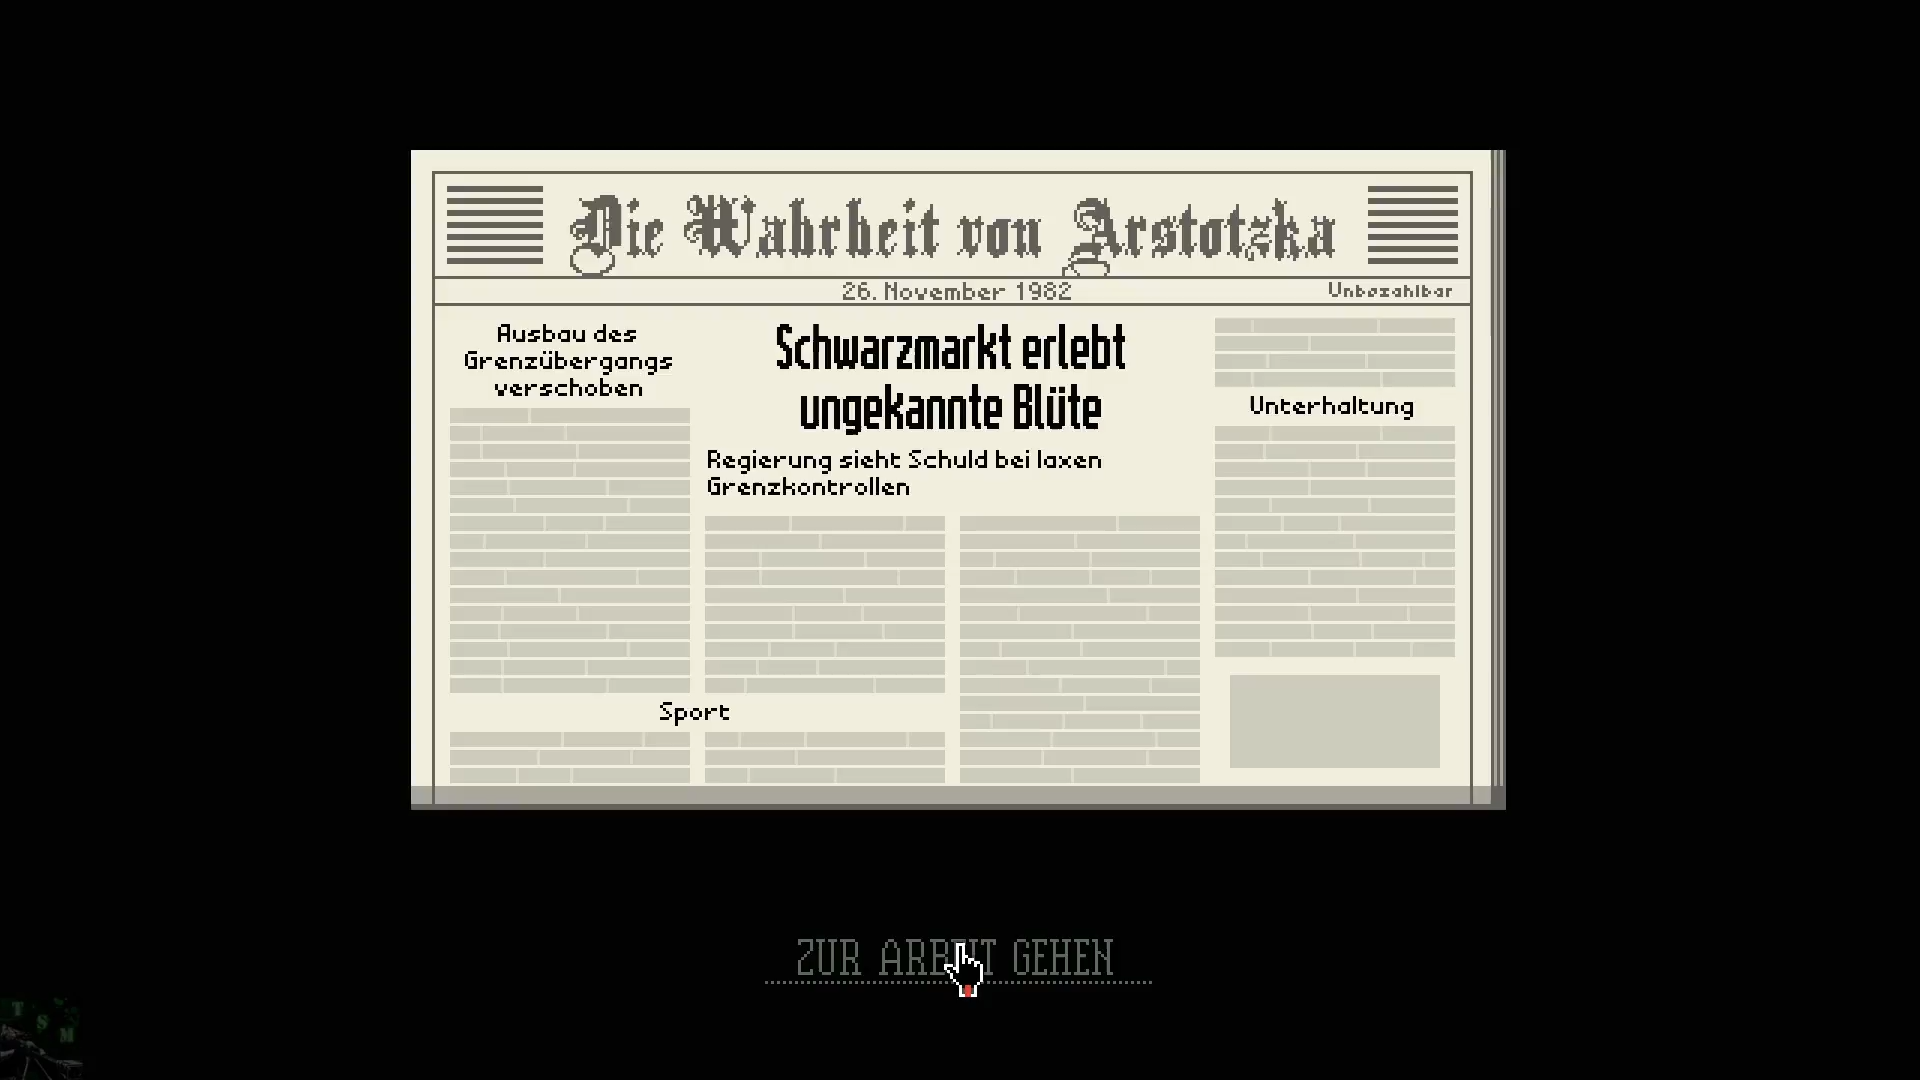 Die Wahrheit von Arstotzka
26. November 1982
Unbezahlbar
Ausbau des
Grenzübergangs
verschoben
Schwarzmarkt erlebt
ungekannte Blüte
Regierung sieht Schuld bei laxen
Grenzkontrollen
Unterhaltung
Sport
ZUR ARBEIT GEHEN
T S M